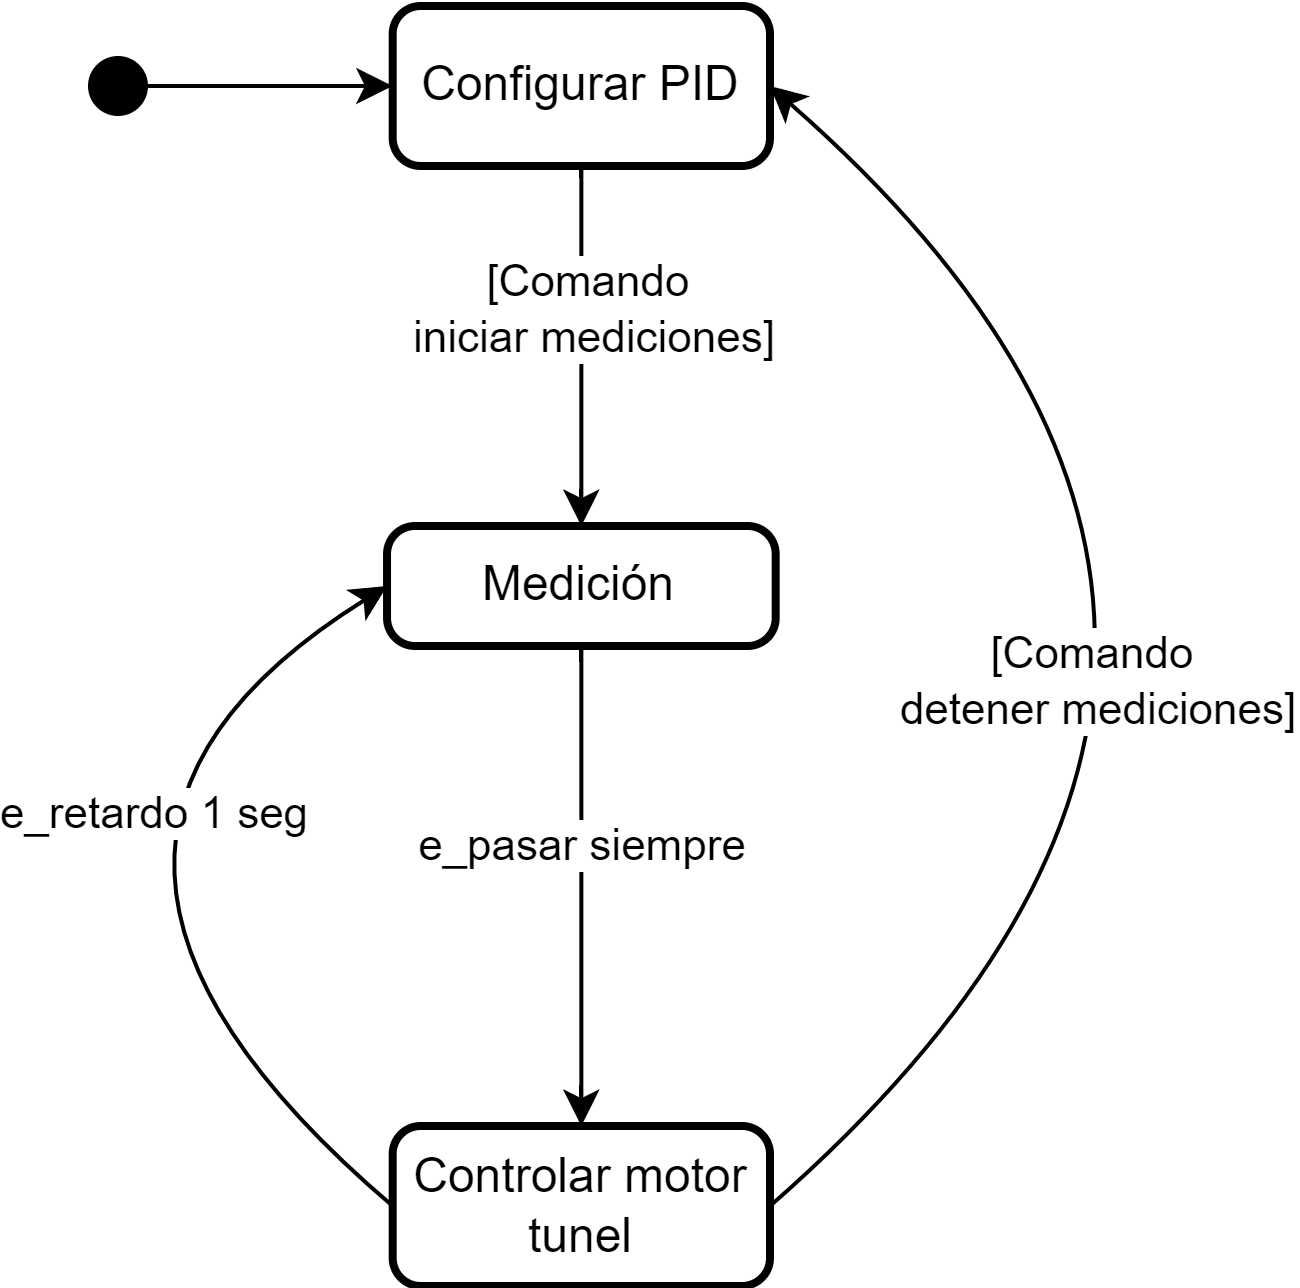 Configurar PID
[Comando
iniciar mediciones]
Medición
[Comando
detener mediciones]
e_retardo 1 seg
e_pasar siempre
Controlar motor
tunel